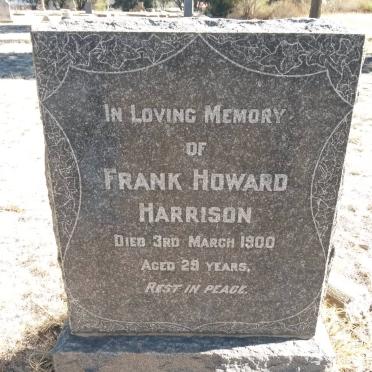 IN LOVING MEMORY
OF
FRANK HOWARD
HARRISON
DIED 3RD MARCH 1900
AGED 29 YEARS,
REST IN PEACE.